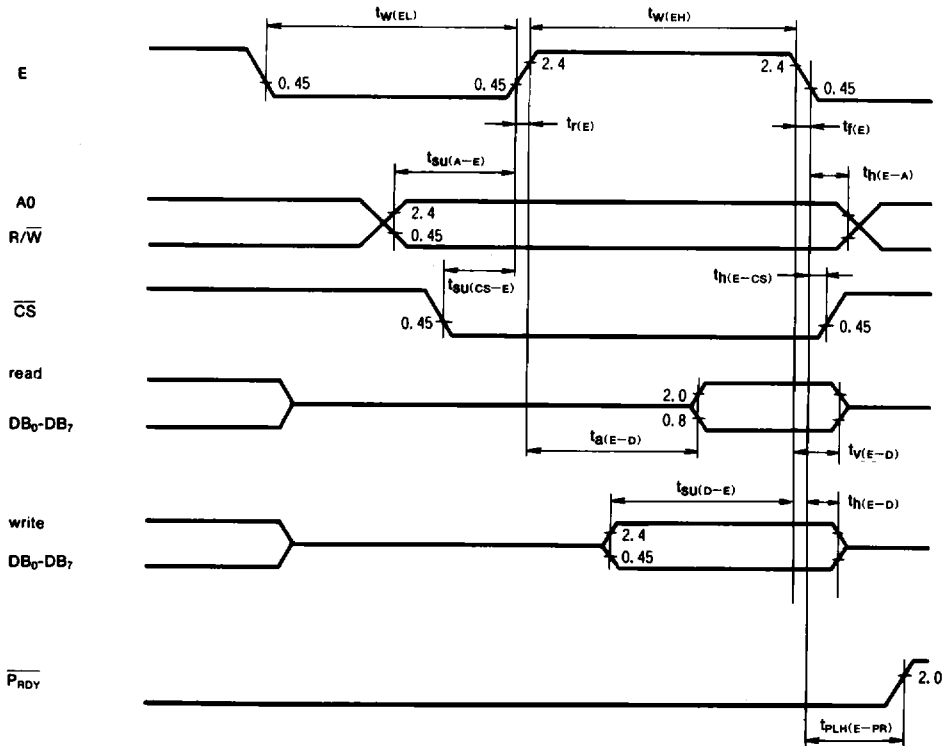 tW(EL)
tW(EH)
E
0.45
0.45
2.4
2.4
0.45
tr(E)
tf(E)
tsu(A−E)
th(E−A)
A0
R/W̅
2.4
0.45
tsu(CS−E)
th(E−CS)
C̅S̅
0.45
0.45
read
DB₀-DB₇
2.0
0.8
ta(E−D)
tv(E−D)
tsu(D−E)
th(E−D)
write
DB₀-DB₇
2.4
0.45
P̅R̅D̅Y̅
2.0
tPLH(E−PR)